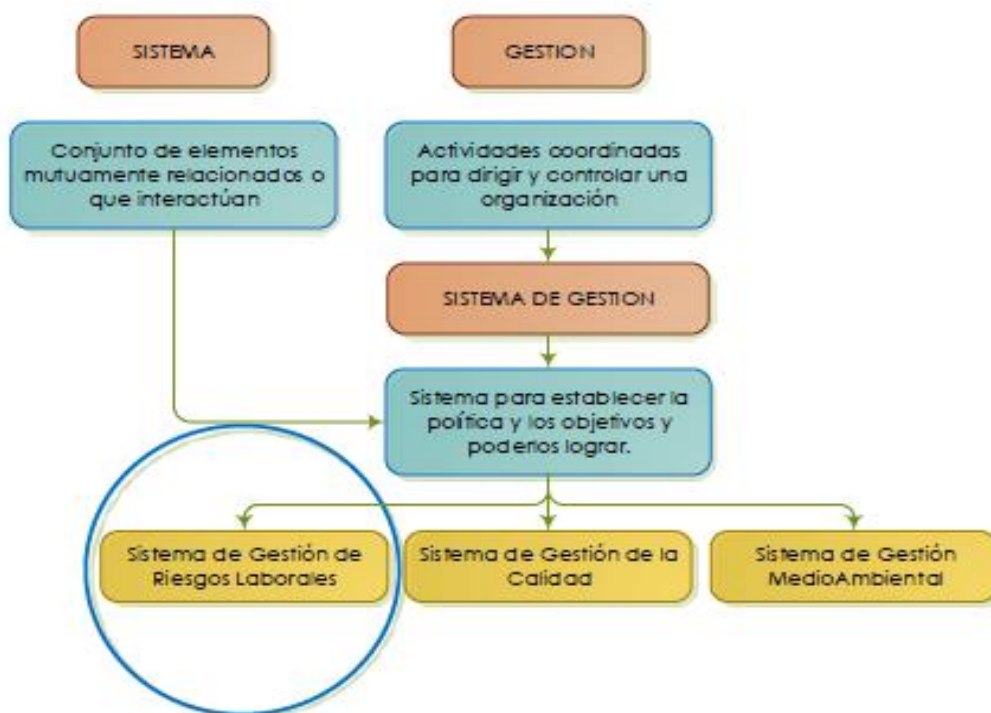 SISTEMA
GESTION
Conjunto de elementos
mutuamente relacionados o
que interactúan
Actividades coordinadas
para dirigir y controlar una
organización
SISTEMA DE GESTION
Sistema para establecer la
política y los objetivos y
poderlos lograr.
Sistema de Gestión de
Riesgos Laborales
Sistema de Gestión de la
Calidad
Sistema de Gestión
MedioAmbiental